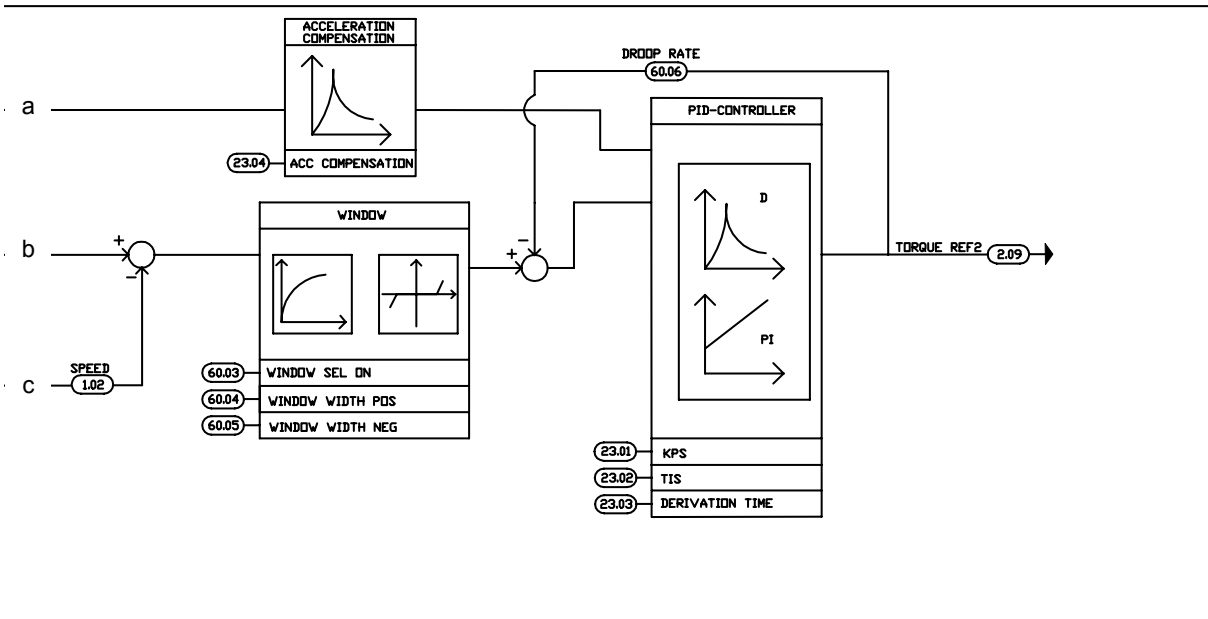 ACCELERATION
COMPENSATION
DROOP RATE
60.06
a
PID-CONTROLLER
23.04
ACC COMPENSATION
D
WINDOW
+
b
−
+
−
TORQUE REF2
2.09
PI
SPEED
c
1.02
60.03
WINDOW SEL ON
60.04
WINDOW WIDTH POS
60.05
WINDOW WIDTH NEG
23.01
KPS
23.02
TIS
23.03
DERIVATION TIME